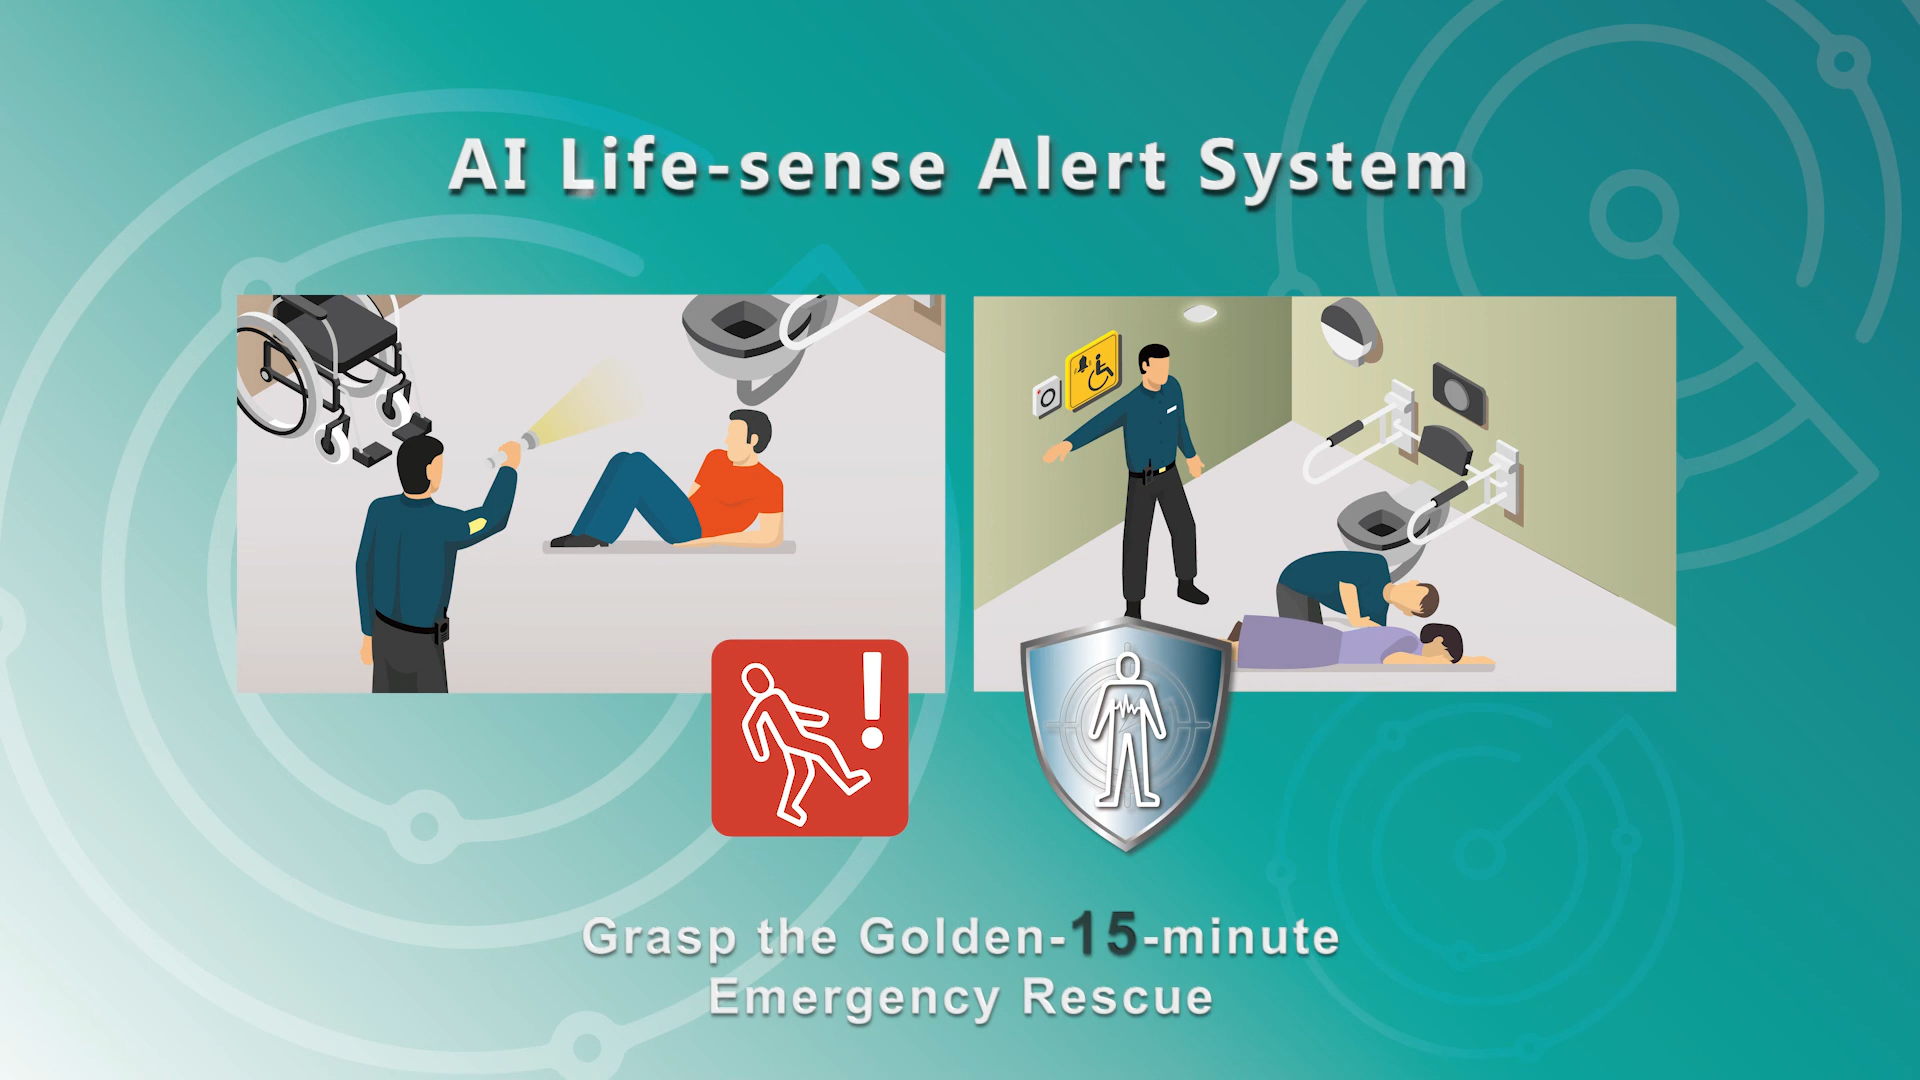 AI Life-sense Alert System
!
Grasp the Golden-15-minute
Emergency Rescue